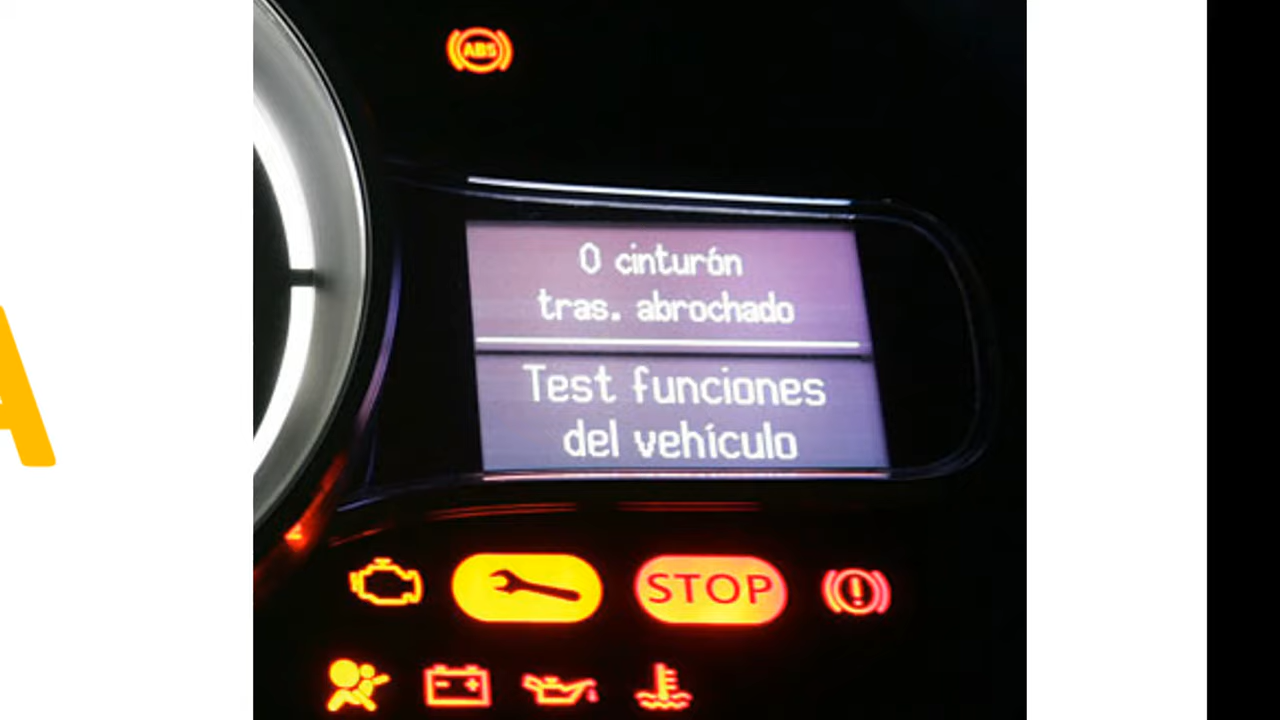 ABS
0 cinturón
tras. abrochado
Test funciones
del vehículo
STOP
A